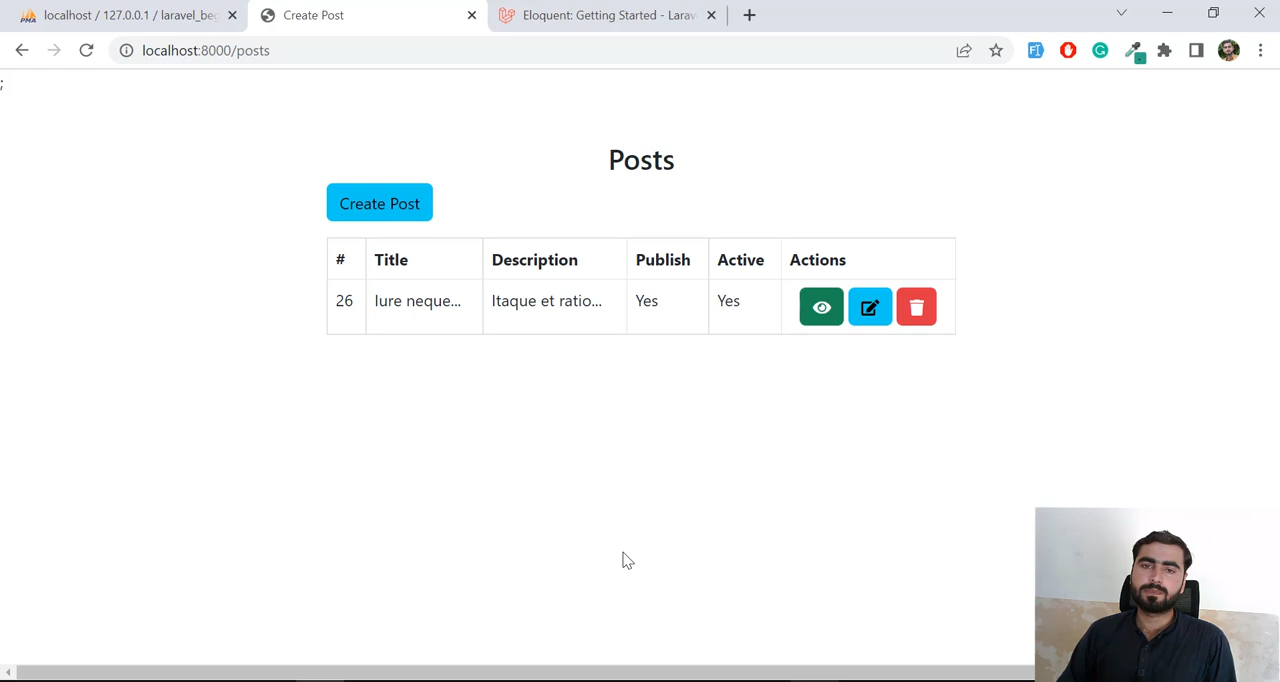 localhost / 127.0.0.1 / laravel_beg
Create Post
Eloquent: Getting Started - Larav
localhost:8000/posts
;
Posts
Create Post
# Title Description Publish Active Actions
26 Iure neque... Itaque et ratio... Yes Yes